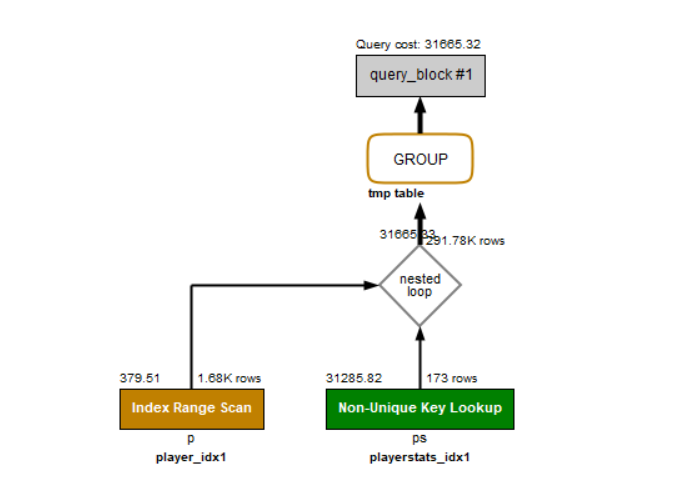 Query cost: 31665.32
query_block #1
GROUP
tmp table
31665.33
291.78K rows
nested
loop
379.51
1.68K rows
31285.82
173 rows
Index Range Scan
Non-Unique Key Lookup
p
ps
player_idx1
playerstats_idx1